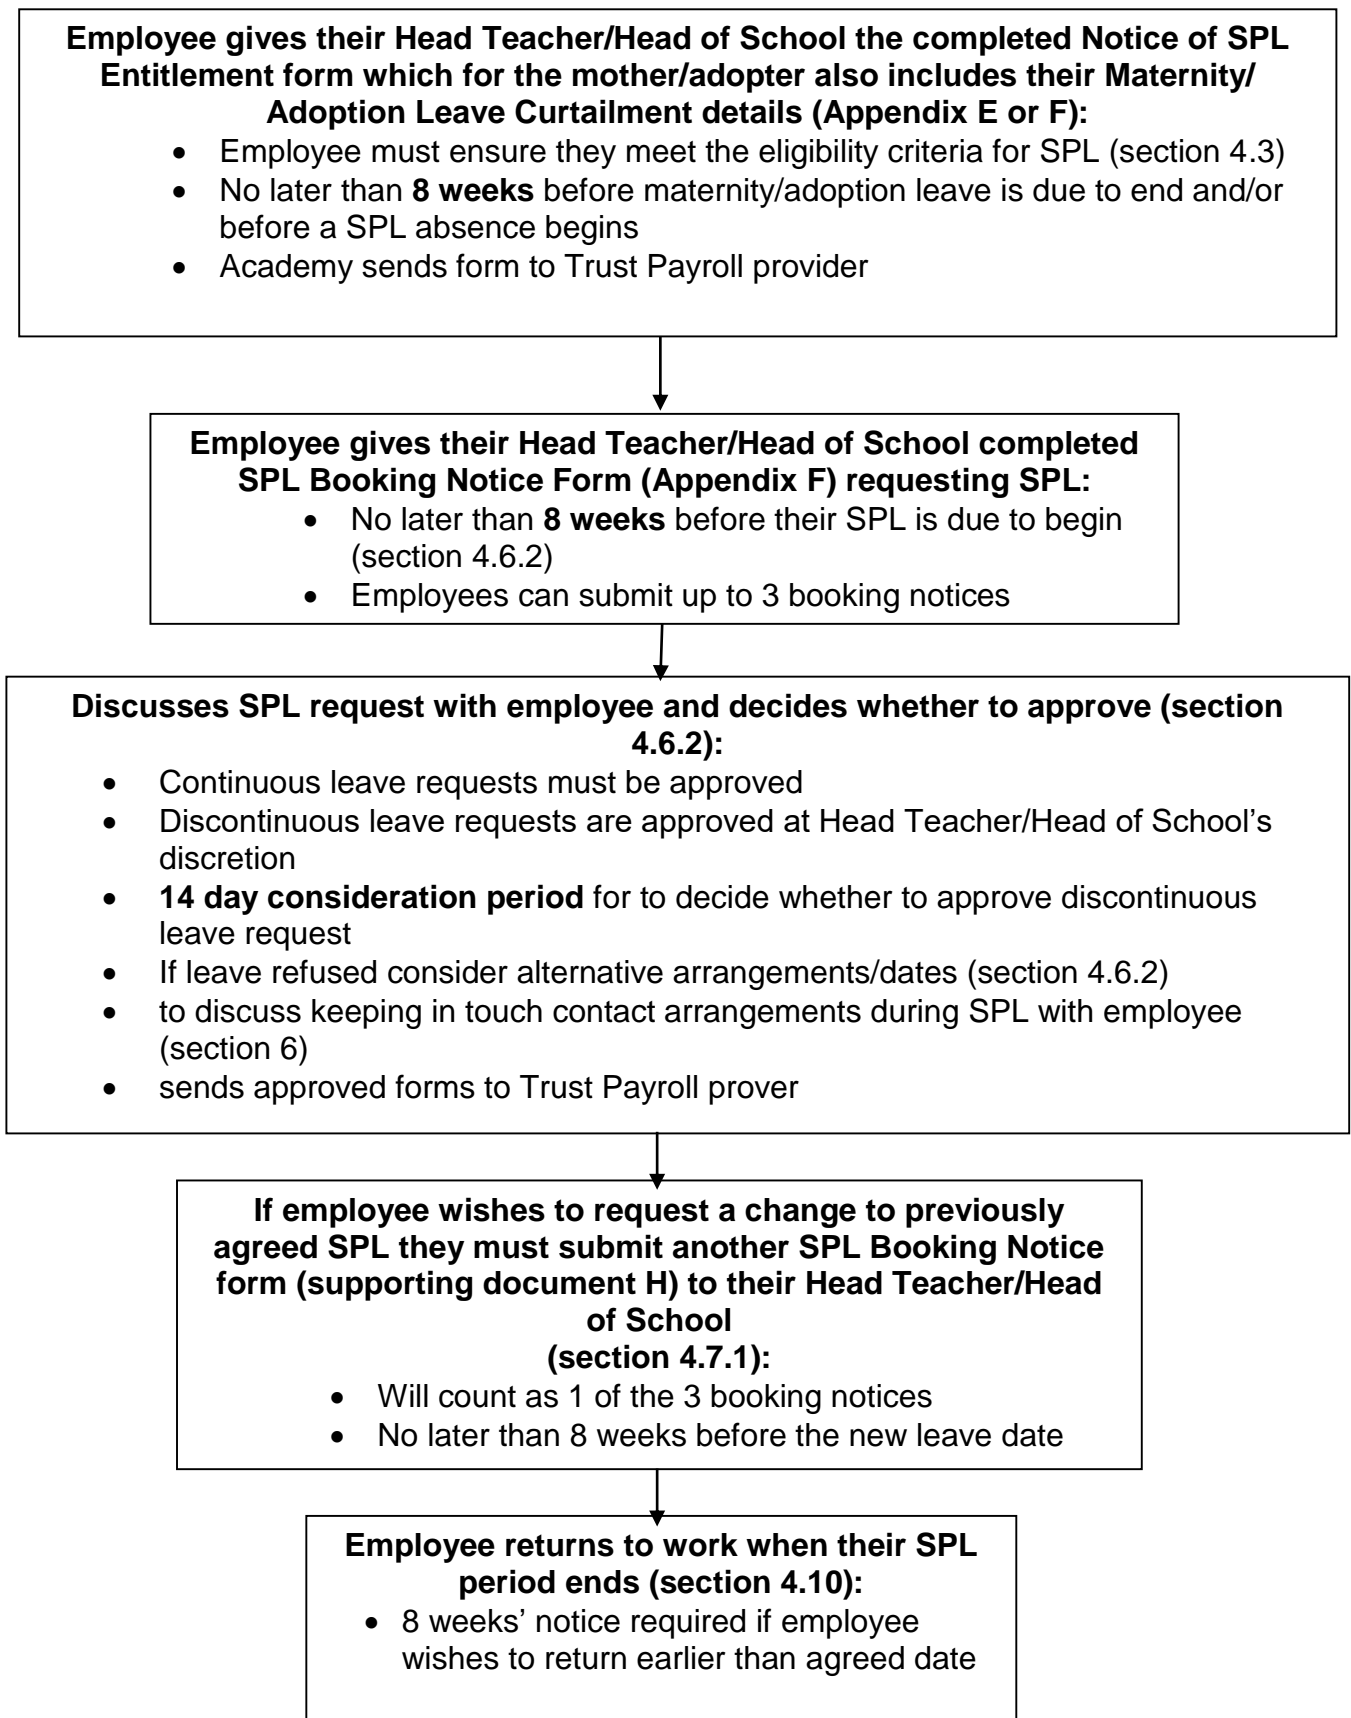 Employee gives their Head Teacher/Head of School the completed Notice of SPL
Entitlement form which for the mother/adopter also includes their Maternity/
Adoption Leave Curtailment details (Appendix E or F):
• Employee must ensure they meet the eligibility criteria for SPL (section 4.3)
• No later than 8 weeks before maternity/adoption leave is due to end and/or
before a SPL absence begins
• Academy sends form to Trust Payroll provider
Employee gives their Head Teacher/Head of School completed
SPL Booking Notice Form (Appendix F) requesting SPL:
• No later than 8 weeks before their SPL is due to begin
(section 4.6.2)
• Employees can submit up to 3 booking notices
Discusses SPL request with employee and decides whether to approve (section
4.6.2):
• Continuous leave requests must be approved
• Discontinuous leave requests are approved at Head Teacher/Head of School’s
discretion
• 14 day consideration period for to decide whether to approve discontinuous
leave request
• If leave refused consider alternative arrangements/dates (section 4.6.2)
• to discuss keeping in touch contact arrangements during SPL with employee
(section 6)
• sends approved forms to Trust Payroll prover
If employee wishes to request a change to previously
agreed SPL they must submit another SPL Booking Notice
form (supporting document H) to their Head Teacher/Head
of School
(section 4.7.1):
• Will count as 1 of the 3 booking notices
• No later than 8 weeks before the new leave date
Employee returns to work when their SPL
period ends (section 4.10):
• 8 weeks’ notice required if employee
wishes to return earlier than agreed date